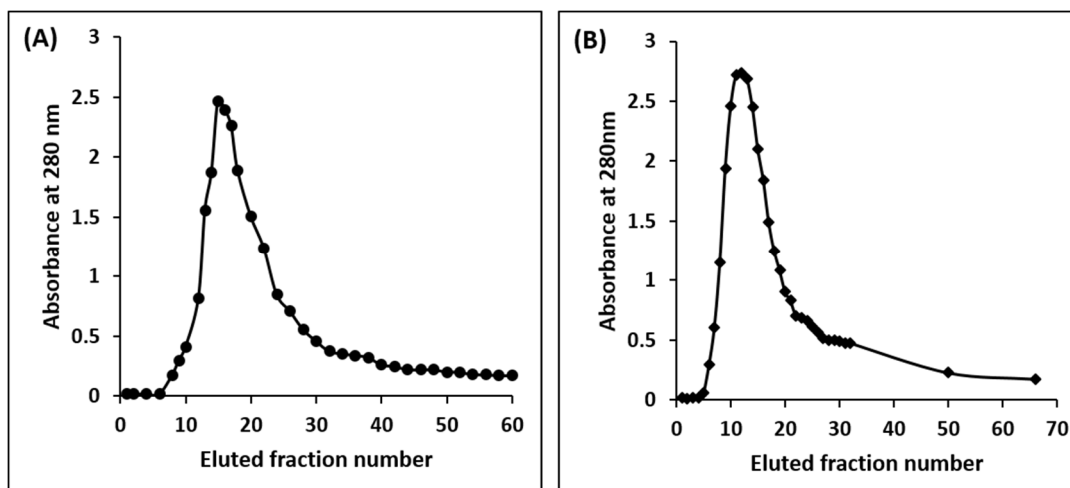 (A)
Absorbance at 280 nm
3
2.5
2
1.5
1
0.5
0
0 10 20 30 40 50 60
Eluted fraction number
(B)
Absorbance at 280nm
3
2.5
2
1.5
1
0.5
0
0 10 20 30 40 50 60 70
Eluted fraction number